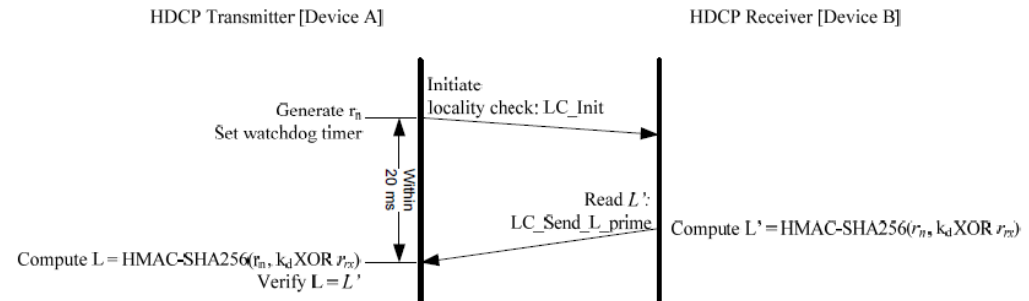 HDCP Transmitter [Device A]
HDCP Receiver [Device B]
Initiate
locality check: LC_Init
Generate rn
Set watchdog timer
Within
20 ms
Read L':
LC_Send_L_prime
Compute L' = HMAC-SHA256(rn, kd XOR rrx)
Compute L = HMAC-SHA256(rn, kd XOR rrx)
Verify L = L'